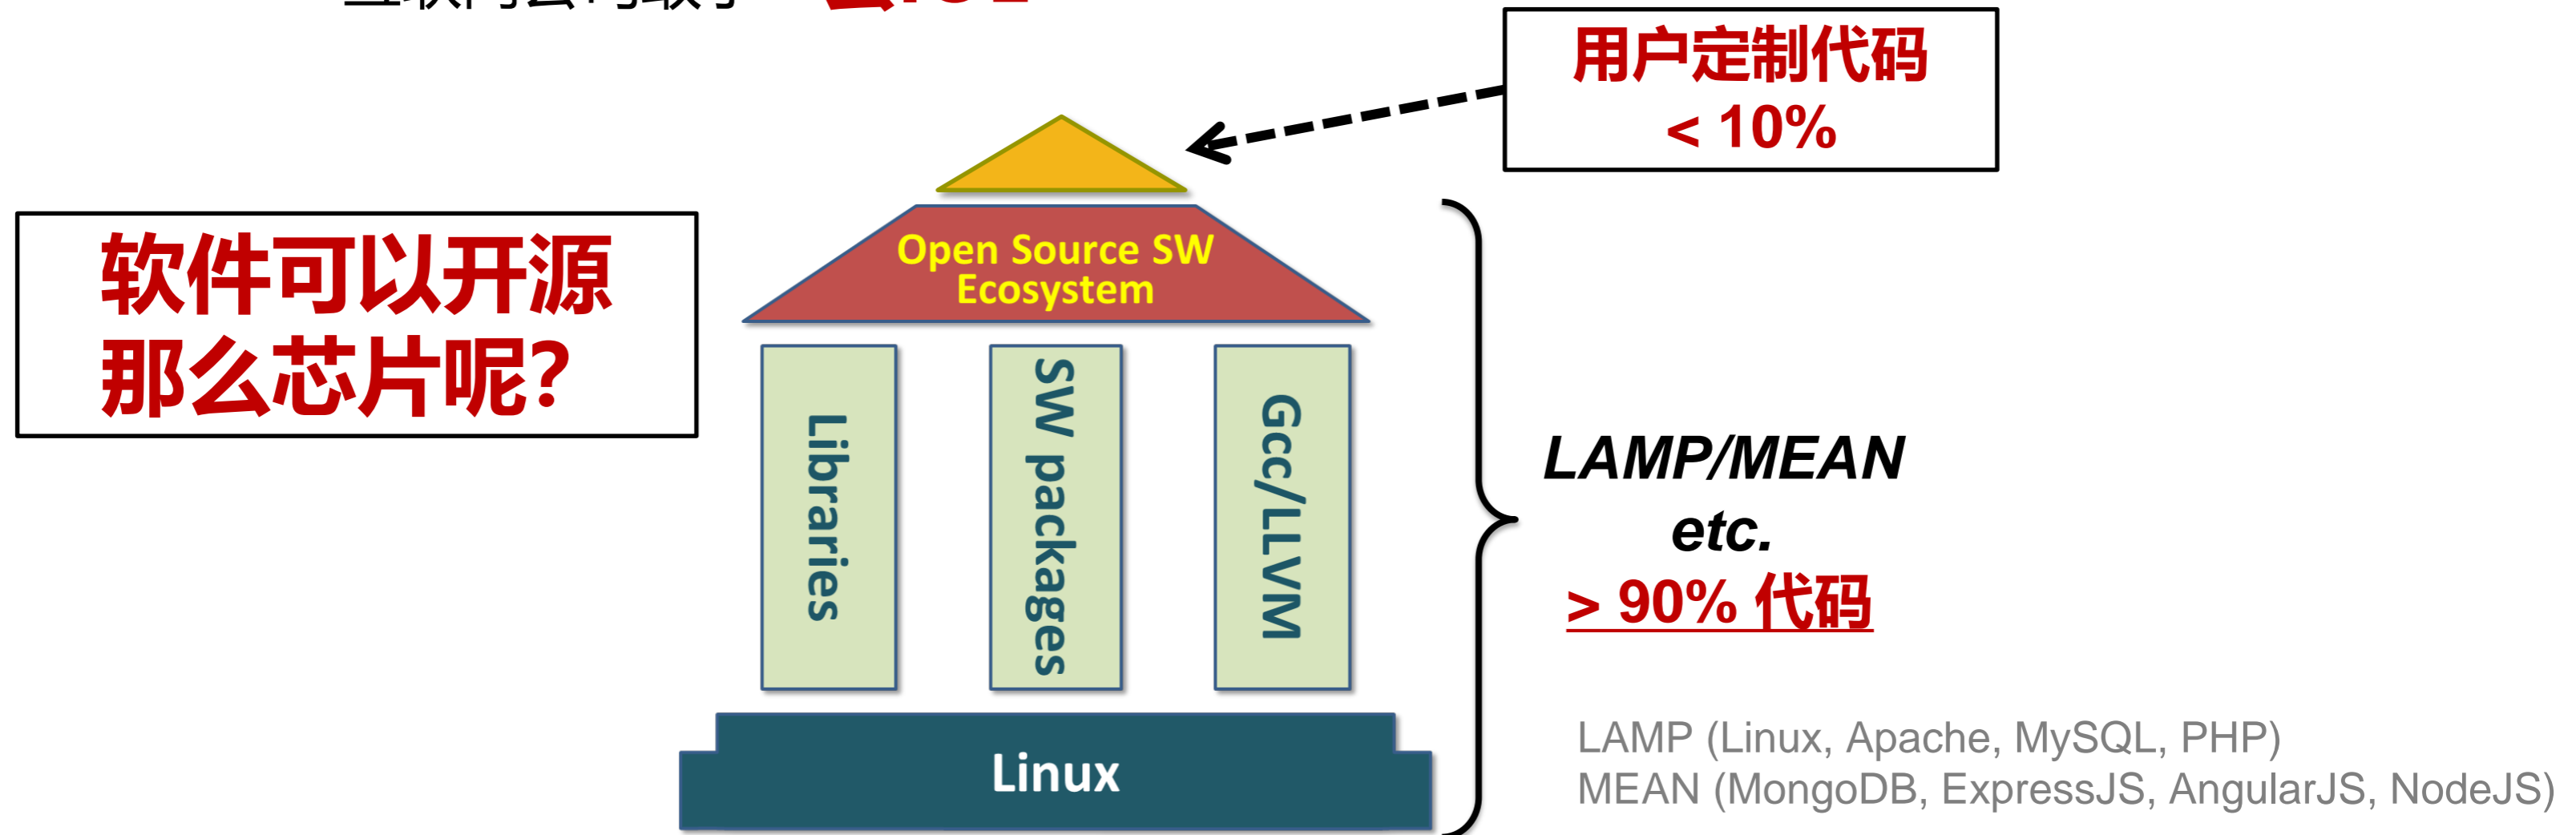 用户定制代码
< 10%
软件可以开源
那么芯片呢？
Open Source SW
Ecosystem
Libraries
SW packages
Gcc/LLVM
LAMP/MEAN
etc.
> 90% 代码
Linux
LAMP (Linux, Apache, MySQL, PHP)
MEAN (MongoDB, ExpressJS, AngularJS, NodeJS)